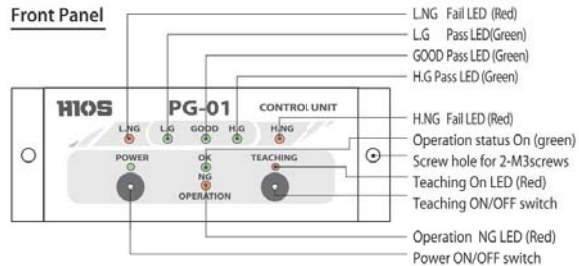 Front Panel
L.NG Fail LED (Red)
L.G Pass LED(Green)
GOOD Pass LED (Green)
H.G Pass LED (Green)
HIOS PG-01 CONTROL UNIT
L.NG L.G GOOD H.G H.NG
H.NG Fail LED (Red)
Operation status On (green)
POWER OK TEACHING
Screw hole for 2-M3screws
NG
Teaching On LED (Red)
OPERATION
Teaching ON/OFF switch
Operation NG LED (Red)
Power ON/OFF switch